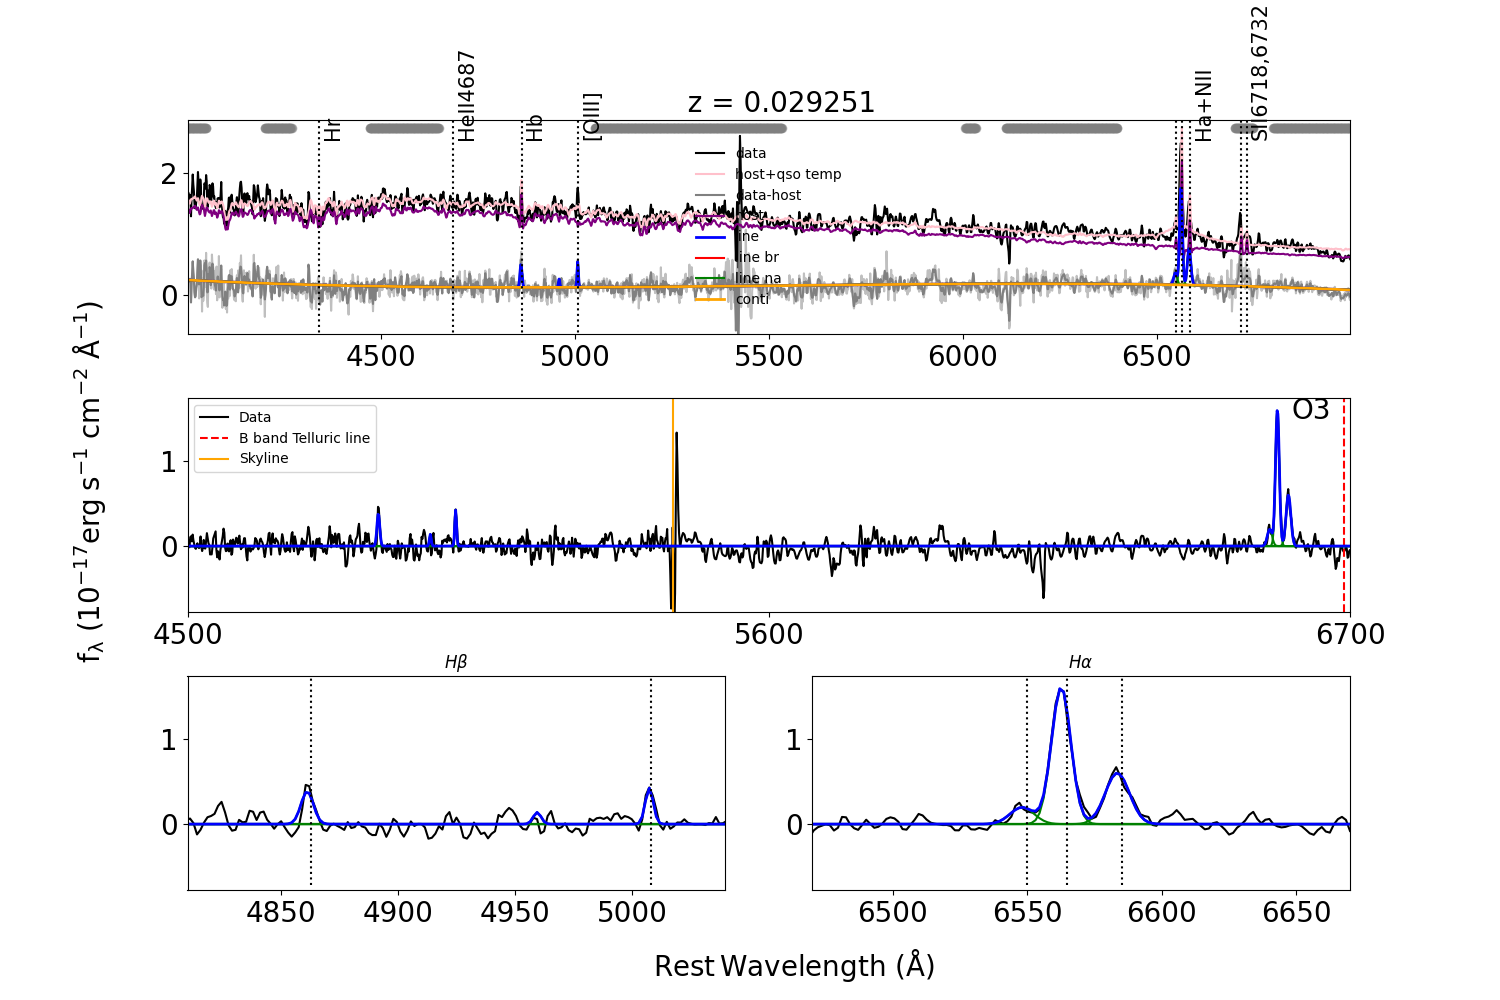 z = 0.029251
Hr
HeII4687
Hb
[OIII]
Ha+NII
SII6718,6732
data
host+qso temp
data-host
host
line
line br
line na
conti
2
0
4500
5000
5500
6000
6500
Data
B band Telluric line
Skyline
O3
1
0
4500
5600
6700
fλ (10⁻¹⁷erg s⁻¹ cm⁻² Å⁻¹)
Hβ
1
0
4850
4900
4950
5000
Hα
1
0
6500
6550
6600
6650
Rest Wavelength (Å)